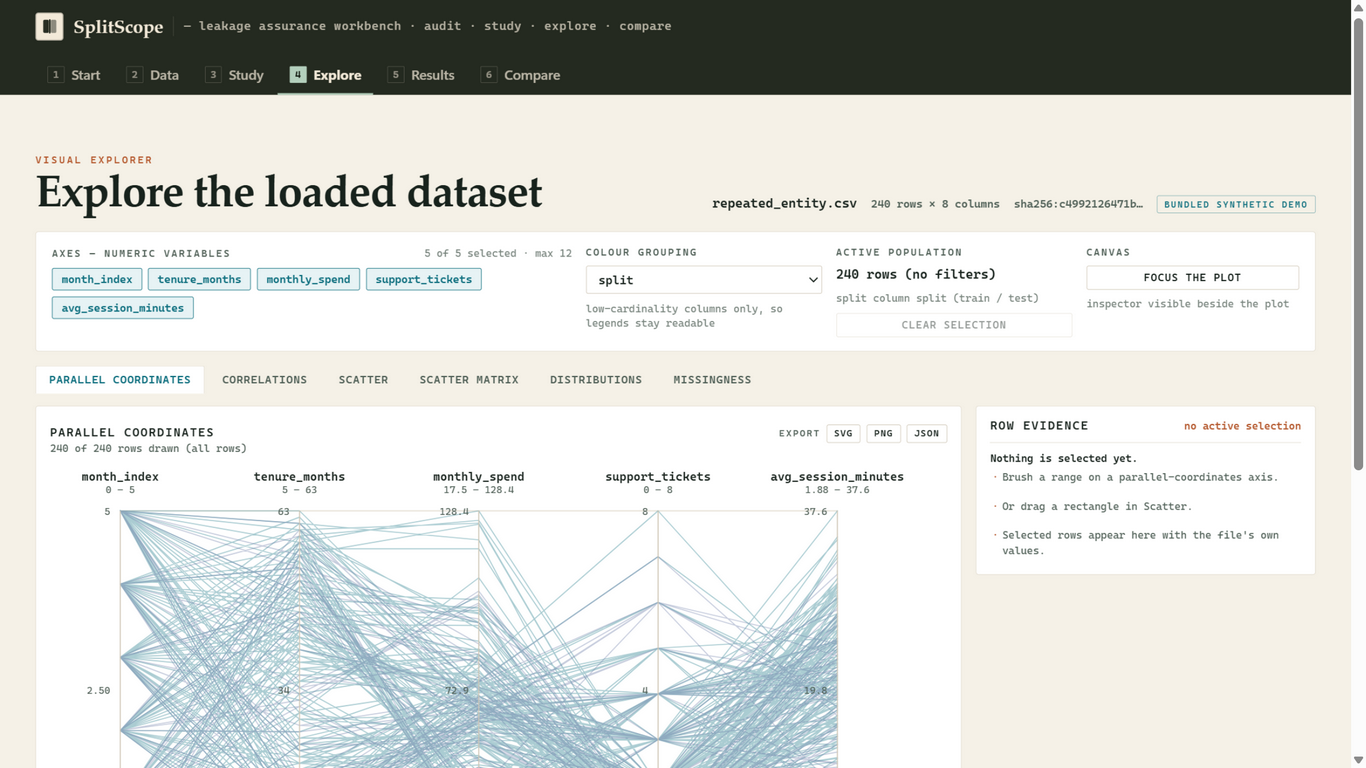 SplitScope
— leakage assurance workbench · audit · study · explore · compare
1 Start
2 Data
3 Study
4 Explore
5 Results
6 Compare
VISUAL EXPLORER
Explore the loaded dataset
repeated_entity.csv 240 rows × 8 columns sha256:c4992126471b… BUNDLED SYNTHETIC DEMO
AXES — NUMERIC VARIABLES
5 of 5 selected · max 12
month_index
tenure_months
monthly_spend
support_tickets
avg_session_minutes
COLOUR GROUPING
split
low-cardinality columns only, so
legends stay readable
ACTIVE POPULATION
240 rows (no filters)
split column split (train / test)
CLEAR SELECTION
CANVAS
FOCUS THE PLOT
inspector visible beside the plot
PARALLEL COORDINATES
CORRELATIONS
SCATTER
SCATTER MATRIX
DISTRIBUTIONS
MISSINGNESS
PARALLEL COORDINATES
240 of 240 rows drawn (all rows)
EXPORT SVG PNG JSON
month_index
0 – 5
tenure_months
5 – 63
monthly_spend
17.5 – 128.4
support_tickets
0 – 8
avg_session_minutes
1.88 – 37.6
5
63
128.4
8
37.6
2.50
34
72.9
4
19.8
ROW EVIDENCE
no active selection
Nothing is selected yet.
· Brush a range on a parallel-coordinates axis.
· Or drag a rectangle in Scatter.
· Selected rows appear here with the file's own
values.